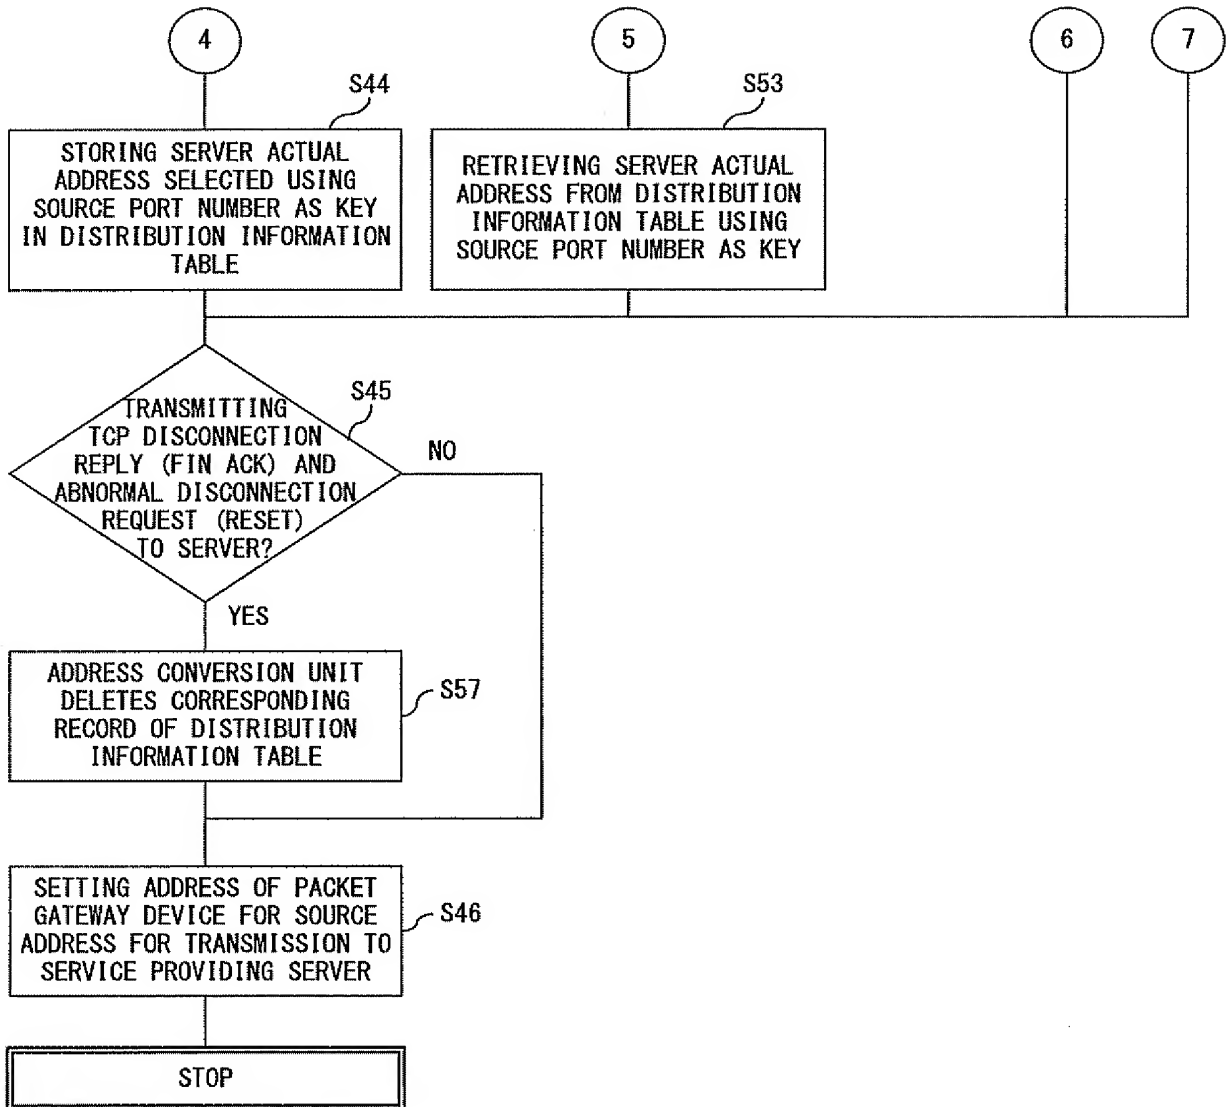 4
5
6
7
S44
STORING SERVER ACTUAL
ADDRESS SELECTED USING
SOURCE PORT NUMBER AS KEY
IN DISTRIBUTION INFORMATION
TABLE
S53
RETRIEVING SERVER ACTUAL
ADDRESS FROM DISTRIBUTION
INFORMATION TABLE USING
SOURCE PORT NUMBER AS KEY
S45
TRANSMITTING
TCP DISCONNECTION
REPLY (FIN ACK) AND
ABNORMAL DISCONNECTION
REQUEST (RESET)
TO SERVER?
NO
YES
ADDRESS CONVERSION UNIT
DELETES CORRESPONDING
RECORD OF DISTRIBUTION
INFORMATION TABLE
S57
SETTING ADDRESS OF PACKET
GATEWAY DEVICE FOR SOURCE
ADDRESS FOR TRANSMISSION TO
SERVICE PROVIDING SERVER
S46
STOP